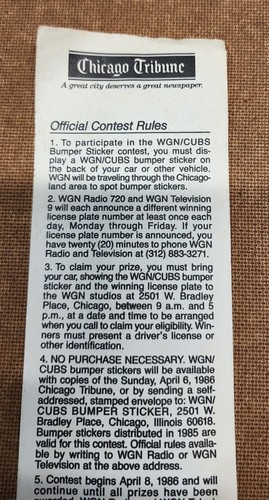 Chicago Tribune
A great city deserves a great newspaper.
Official Contest Rules
1. To participate in the WGN/CUBS
Bumper Sticker contest, you must dis-
play a WGN/CUBS bumper sticker on
the back of your car or other vehicle.
WGN will be traveling through the Chicago-
land area to spot bumper stickers.
2. WGN Radio 720 and WGN Television
9 will each announce a different winning
license plate number at least once each
day, Monday through Friday. If your
license plate number is announced, you
have twenty (20) minutes to phone WGN
Radio and Television at (312) 883-3271.
3. To claim your prize, you must bring
your car, showing the WGN/CUBS bumper
sticker and the winning license plate to
the WGN studios at 2501 W. Bradley
Place, Chicago, between 9 a.m. and 5
p.m., at a date and time to be arranged
when you call to claim your eligibility. Win-
ners must present a driver's license or
other identification.
4. NO PURCHASE NECESSARY. WGN/
CUBS bumper stickers will be available
with copies of the Sunday, April 6, 1986
Chicago Tribune, or by sending a self-
addressed, stamped envelope to: WGN/
CUBS BUMPER STICKER, 2501 W.
Bradley Place, Chicago, Illinois 60618.
Bumper stickers distributed in 1985 are
valid for this contest. Official rules availa-
ble by writing to WGN Radio or WGN
Television at the above address.
5. Contest begins April 8, 1986 and will
continue until all prizes have been